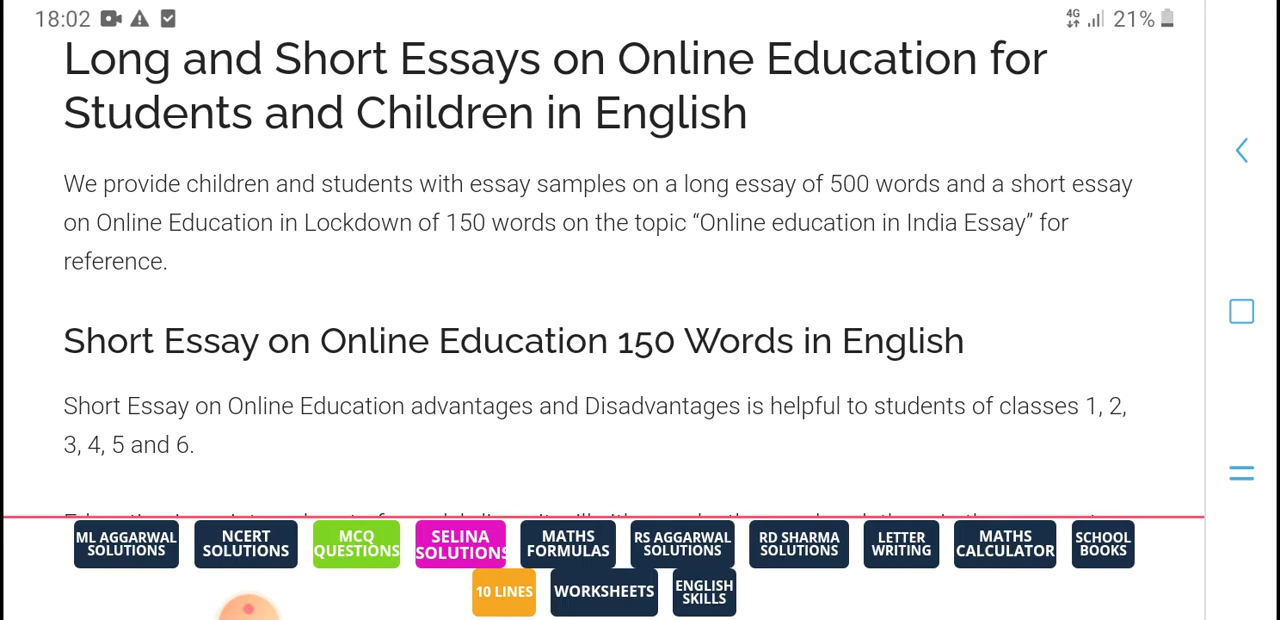 18:02
4G 21%
Long and Short Essays on Online Education for
Students and Children in English
We provide children and students with essay samples on a long essay of 500 words and a short essay
on Online Education in Lockdown of 150 words on the topic “Online education in India Essay” for
reference.
Short Essay on Online Education 150 Words in English
Short Essay on Online Education advantages and Disadvantages is helpful to students of classes 1, 2,
3, 4, 5 and 6.
ML AGGARWAL SOLUTIONS
NCERT SOLUTIONS
MCQ QUESTIONS
SELINA SOLUTIONS
MATHS FORMULAS
RS AGGARWAL SOLUTIONS
RD SHARMA SOLUTIONS
LETTER WRITING
MATHS CALCULATOR
SCHOOL BOOKS
10 LINES
WORKSHEETS
ENGLISH SKILLS